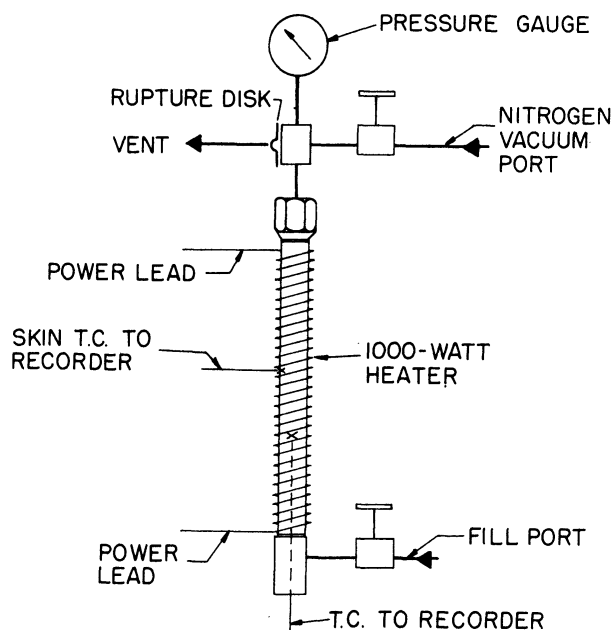 PRESSURE GAUGE
RUPTURE DISK
VENT
NITROGEN
VACUUM
PORT
POWER LEAD
SKIN T.C. TO
RECORDER
1000-WATT
HEATER
POWER
LEAD
FILL PORT
T.C. TO RECORDER